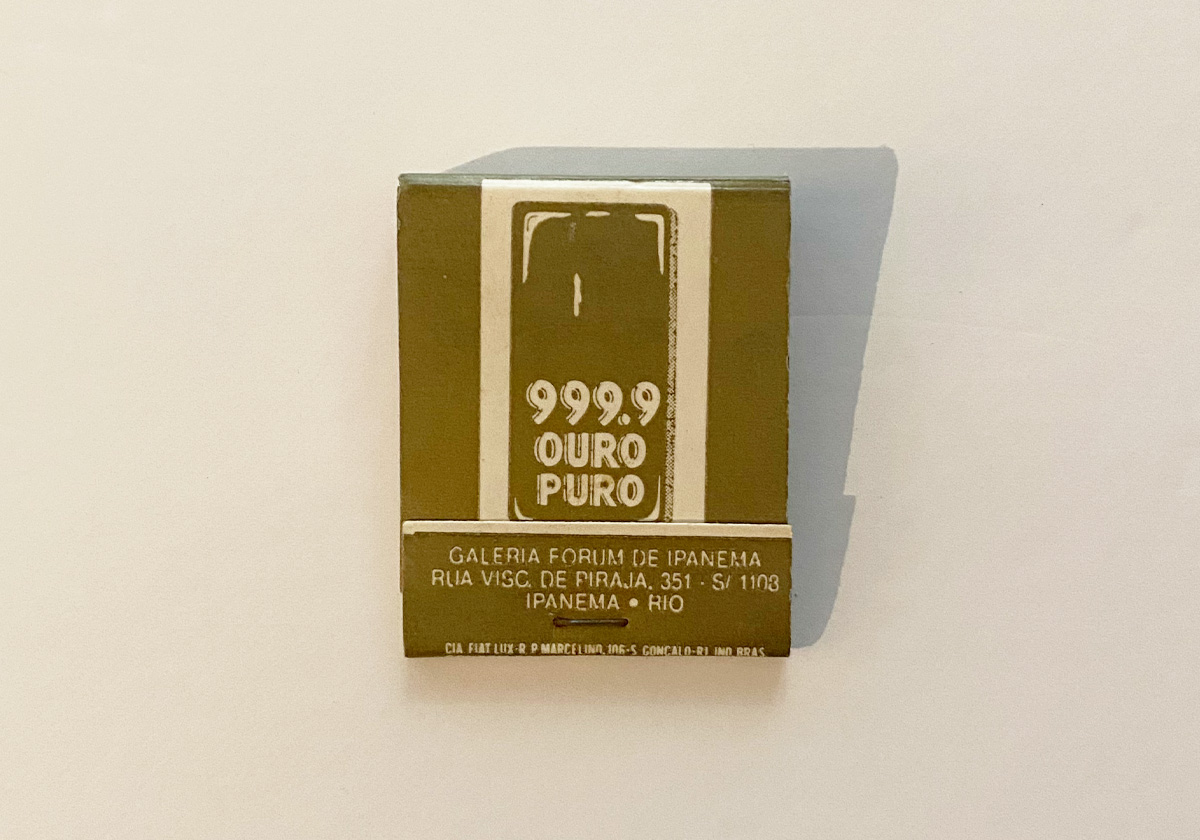 999.9
OURO
PURO
GALERIA FORUM DE IPANEMA
RUA VISC. DE PIRAJA, 351 - S/ 1108
IPANEMA • RIO
CIA. FIAT LUX-R. P. MARCELINO, 106-S. GONÇALO-RJ. IND. BRAS.